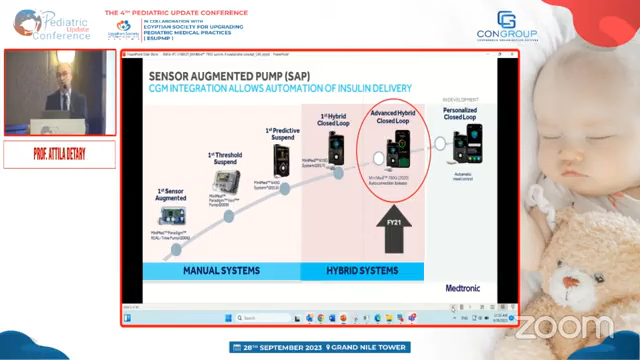 Pediatric
Update
Conference
THE 4TH PEDIATRIC UPDATE CONFERENCE
IN COLLABORATION WITH
EGYPTIAN SOCIETY FOR UPGRADING
PEDIATRIC MEDICAL PRACTICES
( ESUPMP )
CONGROUP
PROF. ATTILA DETARY
SENSOR AUGMENTED PUMP (SAP)
CGM INTEGRATION ALLOWS AUTOMATION OF INSULIN DELIVERY
1st Sensor
Augmented
1st Threshold
Suspend
1st Predictive
Suspend
1st Hybrid
Closed Loop
Advanced Hybrid
Closed Loop
IN DEVELOPMENT
Personalized
Closed Loop
FY21
MANUAL SYSTEMS
HYBRID SYSTEMS
Medtronic
Search
zoom
28TH SEPTEMBER 2023
GRAND NILE TOWER